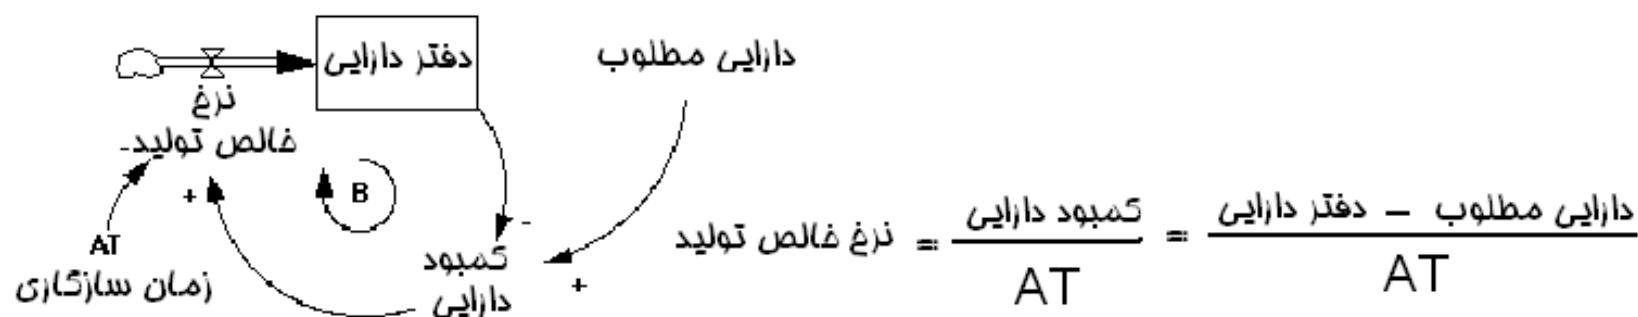 دفتر دارایی
دارایی مطلوب
نرخ
خالص تولید
-
+
B
-
AT
زمان سازگاری
کمبود
دارایی
+
نرخ خالص تولید = کمبود دارایی / AT = دارایی مطلوب – دفتر دارایی / AT